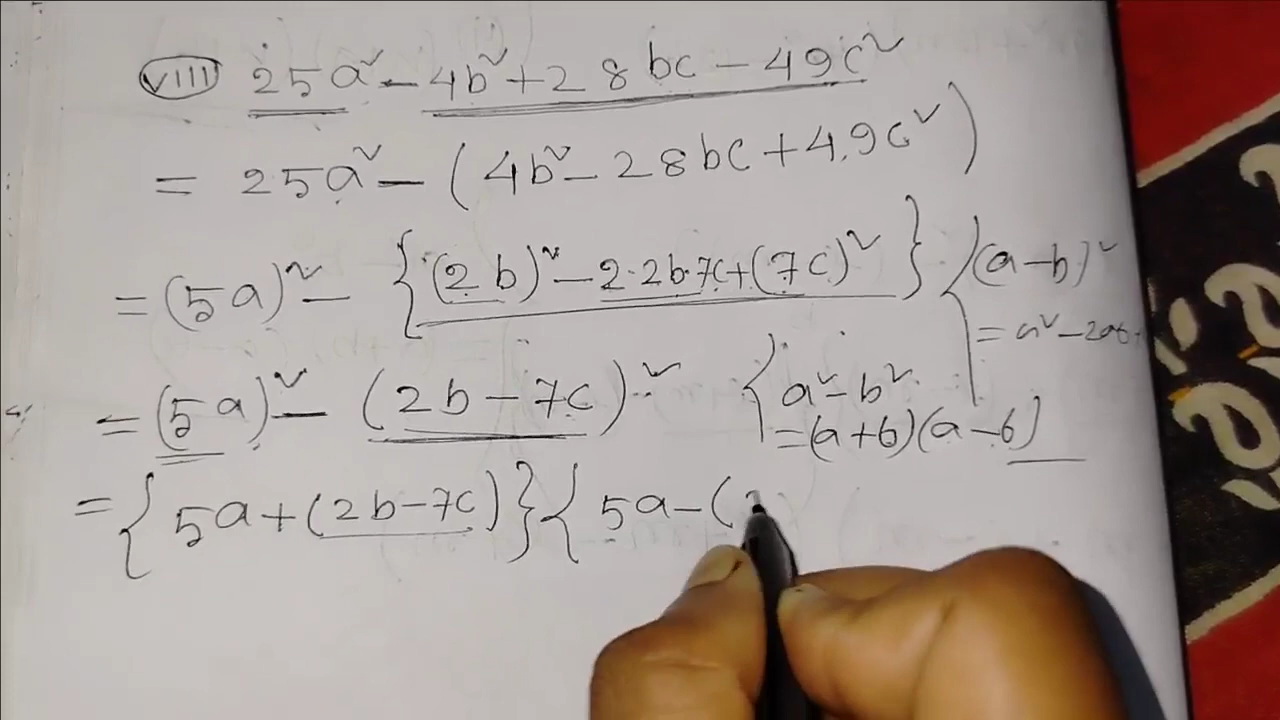 (VIII) 25a² - 4b² + 28bc - 49c²
= 25a² - (4b² - 28bc + 49c²)
= (5a)² - {(2b)² - 2·2b·7c + (7c)²}
{(a-b)²
= a² - 2ab
= (5a)² - (2b - 7c)²
{a² - b²
= (a+b)(a-b)
= {5a + (2b - 7c)}{5a - (